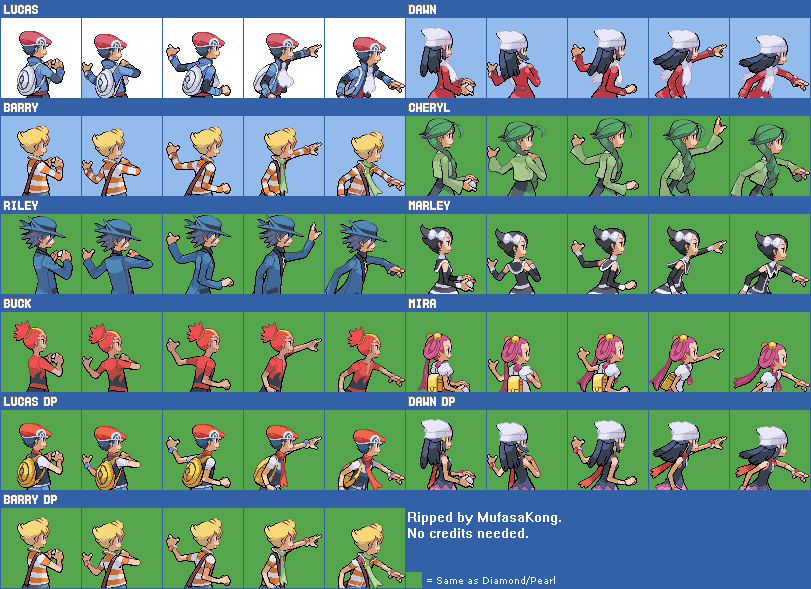 LUCAS
DAWN
BARRY
CHERYL
RILEY
MARLEY
BUCK
MIRA
LUCAS DP
DAWN DP
BARRY DP
Ripped by MufasaKong.
No credits needed.
= Same as Diamond/Pearl